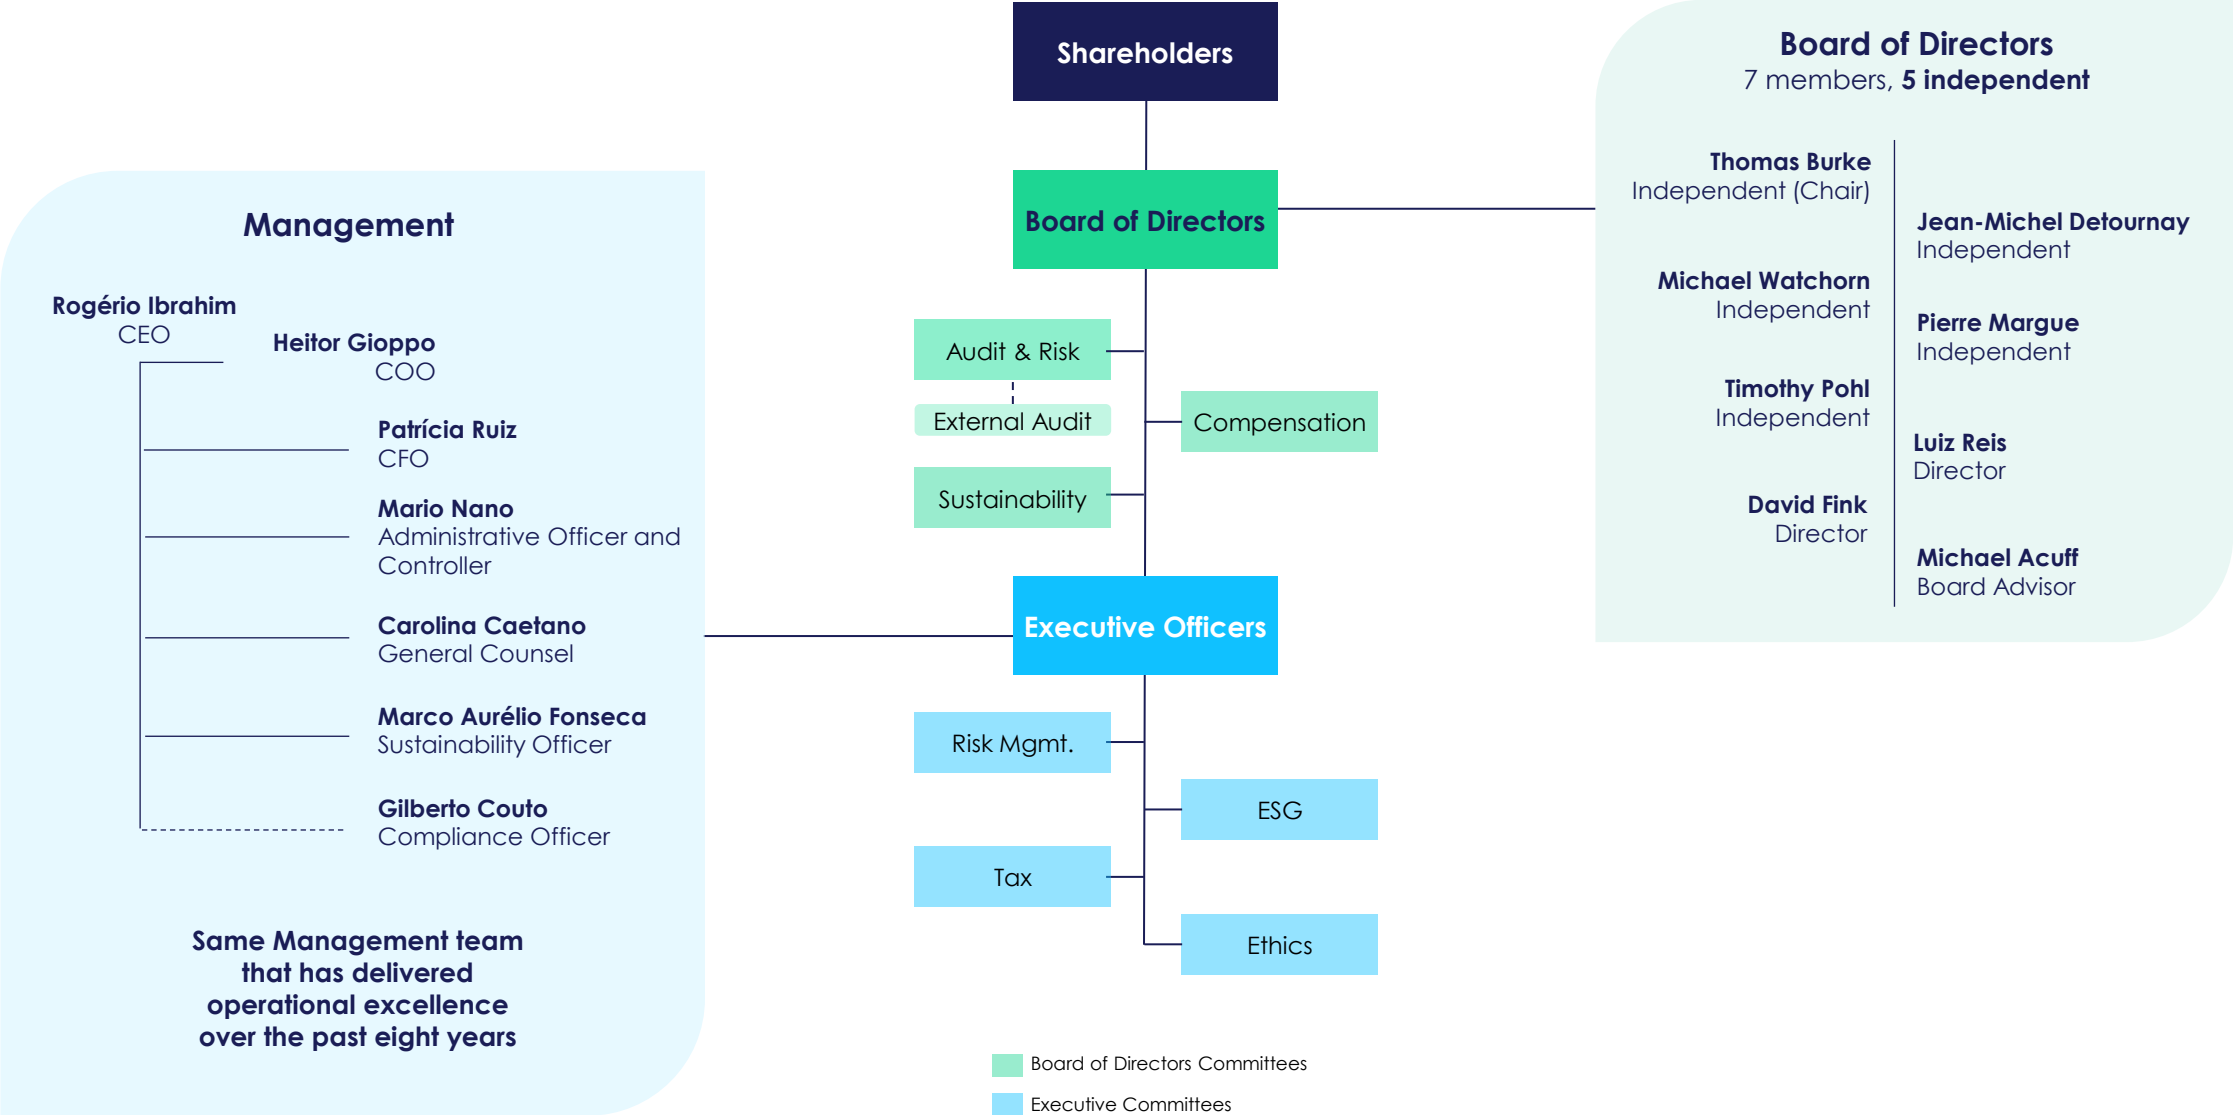 Shareholders
Board of Directors
Audit & Risk
External Audit
Compensation
Sustainability
Executive Officers
Risk Mgmt.
ESG
Tax
Ethics
Board of Directors Committees
Executive Committees
Management
Rogério Ibrahim
CEO
Heitor Gioppo
COO
Patrícia Ruiz
CFO
Mario Nano
Administrative Officer and
Controller
Carolina Caetano
General Counsel
Marco Aurélio Fonseca
Sustainability Officer
Gilberto Couto
Compliance Officer
Same Management team
that has delivered
operational excellence
over the past eight years
Board of Directors
7 members, 5 independent
Thomas Burke
Independent (Chair)
Jean-Michel Detournay
Independent
Michael Watchorn
Independent
Pierre Margue
Independent
Timothy Pohl
Independent
Luiz Reis
Director
David Fink
Director
Michael Acuff
Board Advisor